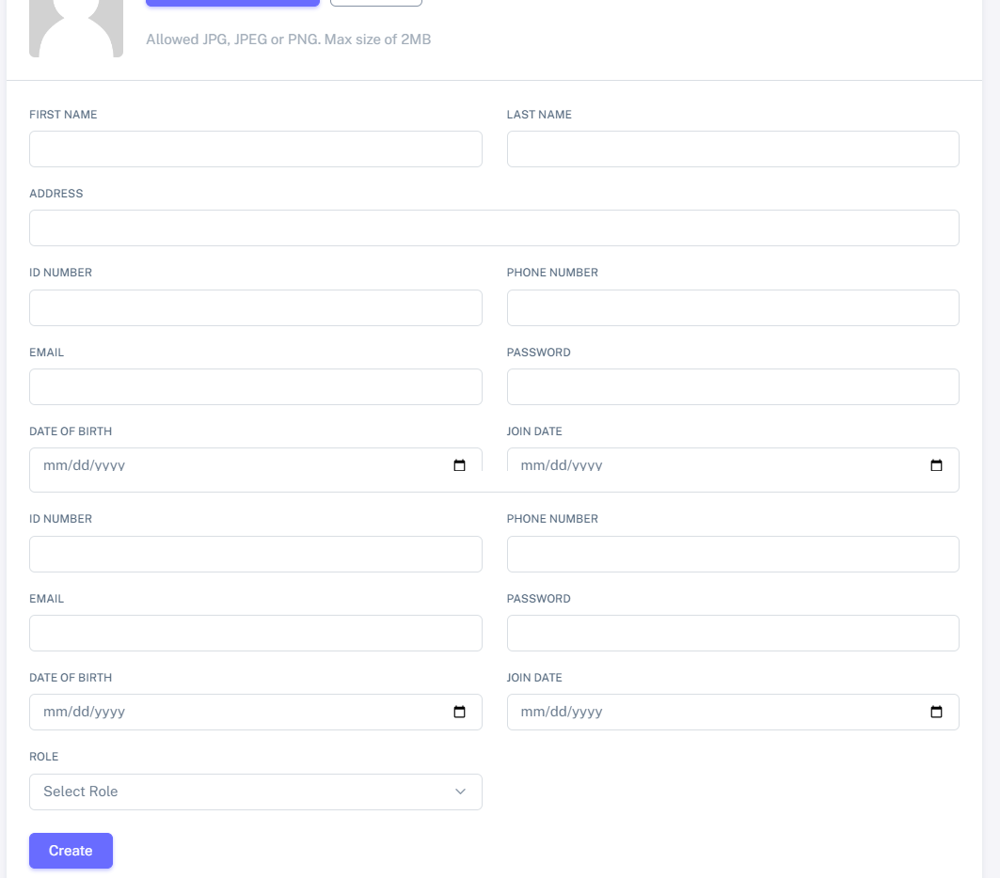 Allowed JPG, JPEG or PNG. Max size of 2MB
FIRST NAME LAST NAME
ADDRESS
ID NUMBER PHONE NUMBER
EMAIL PASSWORD
DATE OF BIRTH JOIN DATE
mm/dd/yyyy mm/dd/yyyy
ID NUMBER PHONE NUMBER
EMAIL PASSWORD
DATE OF BIRTH JOIN DATE
mm/dd/yyyy mm/dd/yyyy
ROLE
Select Role
Create